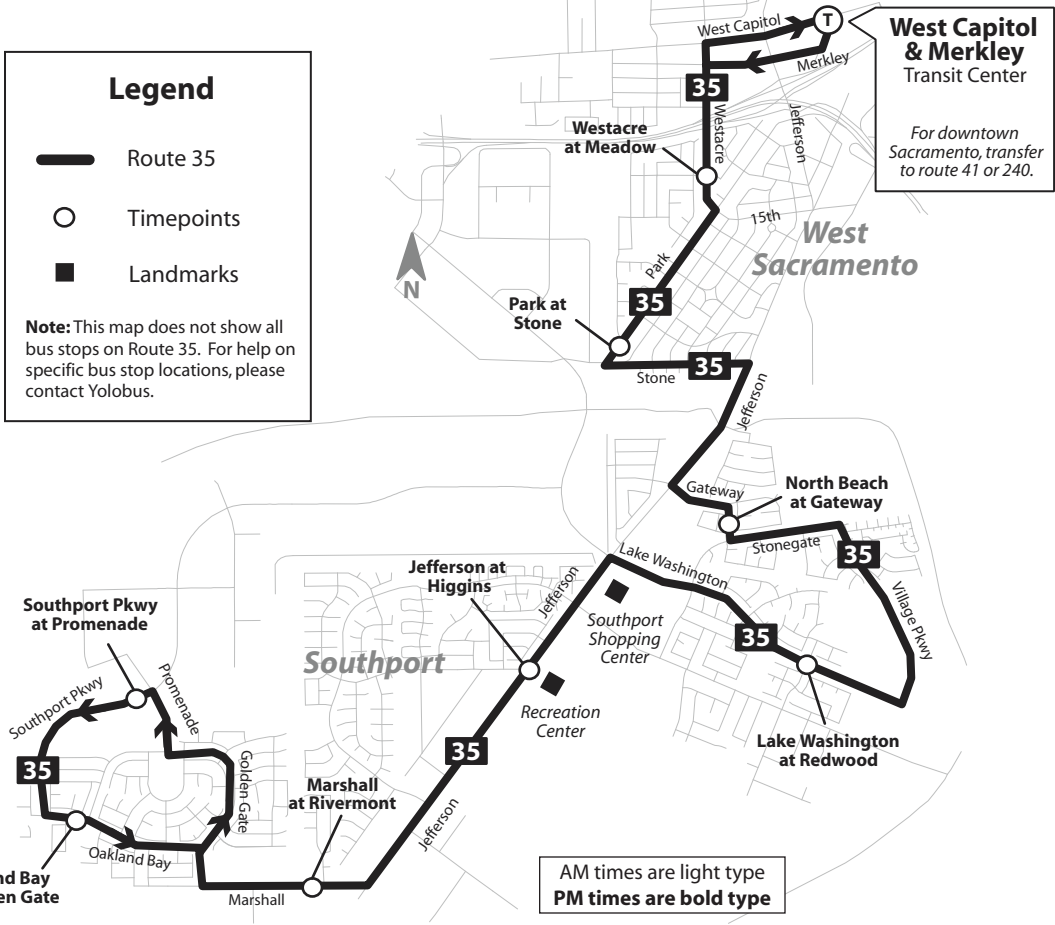 Legend
Route 35
Timepoints
Landmarks
Note: This map does not show all
bus stops on Route 35. For help on
specific bus stop locations, please
contact Yolobus.
West Capitol
T
Merkley
West Capitol
& Merkley
Transit Center
For downtown
Sacramento, transfer
to route 41 or 240.
35
Westacre
Jefferson
Westacre
at Meadow
15th
West
Sacramento
N
Park
35
Park at
Stone
Stone
35
Jefferson
Gateway
North Beach
at Gateway
Stonegate
35
Village Pkwy
Lake Washington
35
Lake Washington
at Redwood
Jefferson at
Higgins
Jefferson
Southport
Shopping
Center
Southport
Recreation
Center
35
Jefferson
Southport Pkwy
at Promenade
Promenade
Southport Pkwy
35
Golden Gate
Marshall
at Rivermont
Oakland Bay
nd Bay
en Gate
Marshall
AM times are light type
PM times are bold type